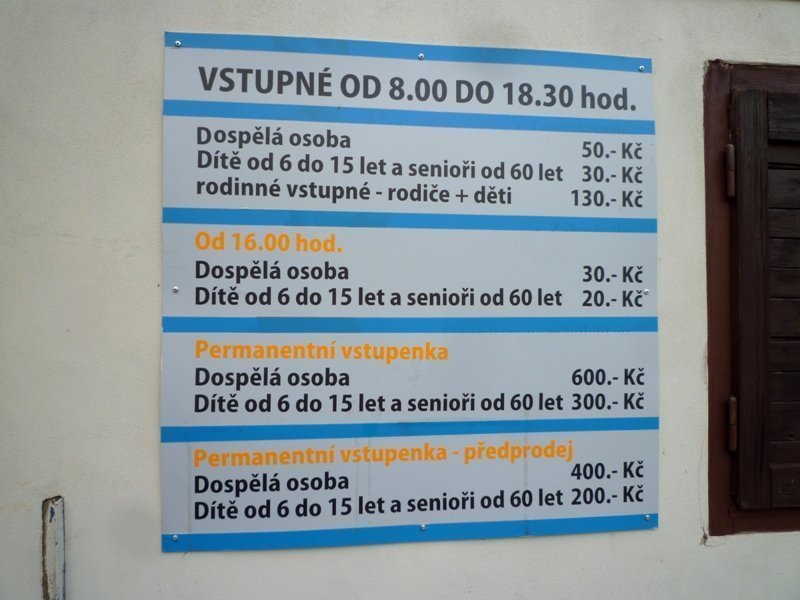 VSTUPNÉ OD 8.00 DO 18.30 hod.
Dospělá osoba 50.- Kč
Dítě od 6 do 15 let a senioři od 60 let 30.- Kč
rodinné vstupné - rodiče + děti 130.- Kč
Od 16.00 hod.
Dospělá osoba 30.- Kč
Dítě od 6 do 15 let a senioři od 60 let 20.- Kč
Permanentní vstupenka
Dospělá osoba 600.- Kč
Dítě od 6 do 15 let a senioři od 60 let 300.- Kč
Permanentní vstupenka - předprodej
Dospělá osoba 400.- Kč
Dítě od 6 do 15 let a senioři od 60 let 200.- Kč